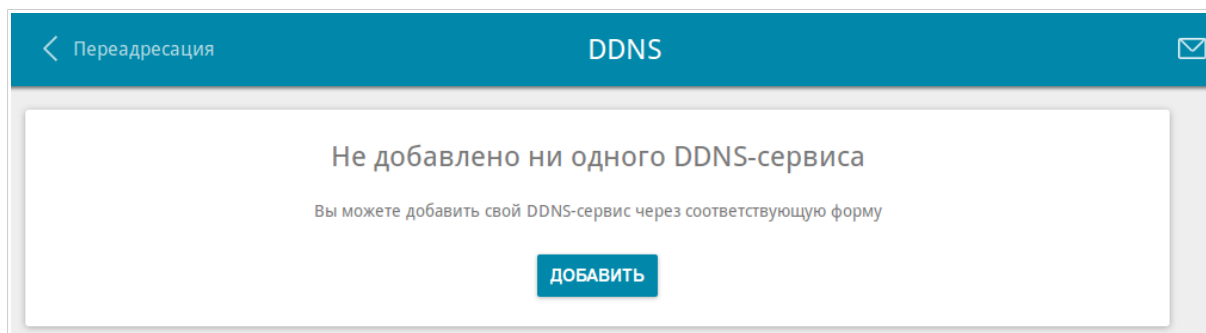 Переадресация
DDNS
Не добавлено ни одного DDNS-сервиса
Вы можете добавить свой DDNS-сервис через соответствующую форму
ДОБАВИТЬ